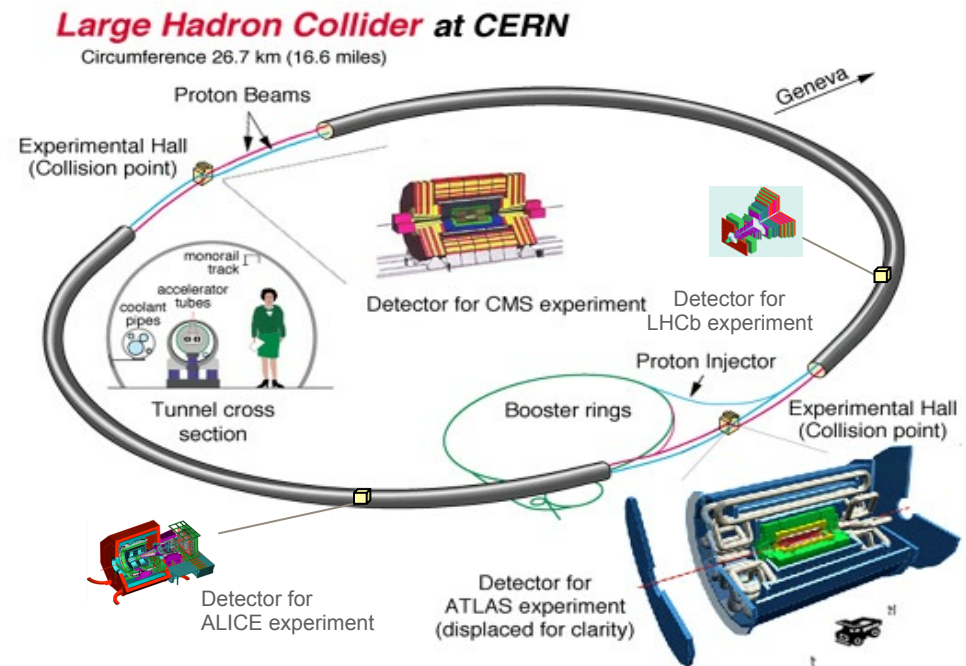 Large Hadron Collider at CERN
Circumference 26.7 km (16.6 miles)
Proton Beams
Geneva
Experimental Hall
(Collision point)
monorail
track
accelerator
tubes
coolant
pipes
Tunnel cross
section
Detector for CMS experiment
Detector for
LHCb experiment
Proton Injector
Booster rings
Experimental Hall
(Collision point)
Detector for
ALICE experiment
Detector for
ATLAS experiment
(displaced for clarity)